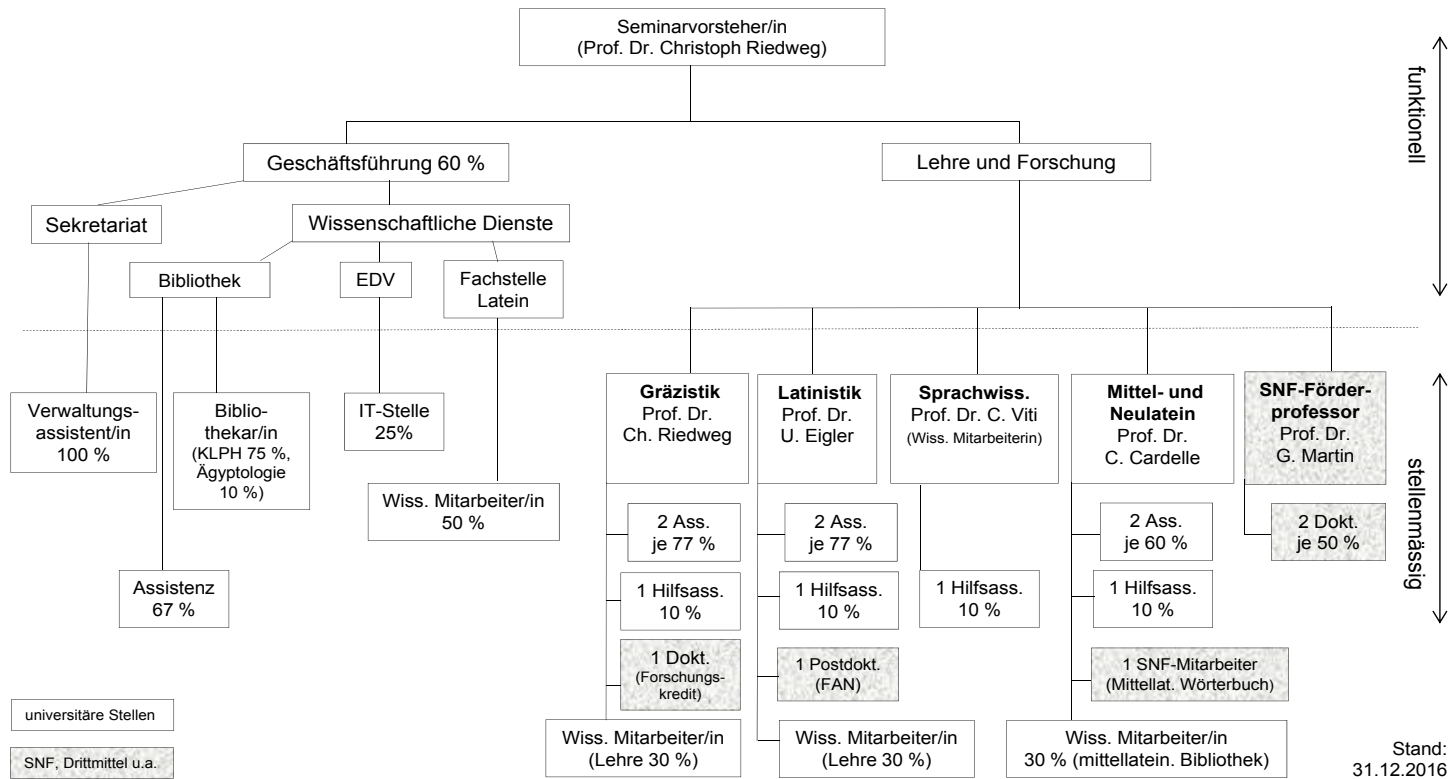 Seminarvorsteher/in
(Prof. Dr. Christoph Riedweg)
funktionell
Geschäftsführung 60 %
Lehre und Forschung
Sekretariat
Wissenschaftliche Dienste
Bibliothek
EDV
Fachstelle
Latein
Verwaltungs-
assistent/in
100 %
Biblio-
thekar/in
(KLPH 75 %,
Ägyptologie
10 %)
IT-Stelle
25%
Wiss. Mitarbeiter/in
50 %
Assistenz
67 %
Gräzistik
Prof. Dr.
Ch. Riedweg
Latinistik
Prof. Dr.
U. Eigler
Sprachwiss.
Prof. Dr. C. Viti
(Wiss. Mitarbeiterin)
Mittel- und
Neulatein
Prof. Dr.
C. Cardelle
SNF-Förder-
professor
Prof. Dr.
G. Martin
stellenmässig
2 Ass.
je 77 %
2 Ass.
je 77 %
2 Ass.
je 60 %
2 Dokt.
je 50 %
1 Hilfsass.
10 %
1 Hilfsass.
10 %
1 Hilfsass.
10 %
1 Hilfsass.
10 %
1 Dokt.
(Forschungs-
kredit)
1 Postdokt.
(FAN)
1 SNF-Mitarbeiter
(Mittellat. Wörterbuch)
Wiss. Mitarbeiter/in
(Lehre 30 %)
Wiss. Mitarbeiter/in
(Lehre 30 %)
Wiss. Mitarbeiter/in
30 % (mittellatein. Bibliothek)
universitäre Stellen
SNF, Drittmittel u.a.
Stand:
31.12.2016